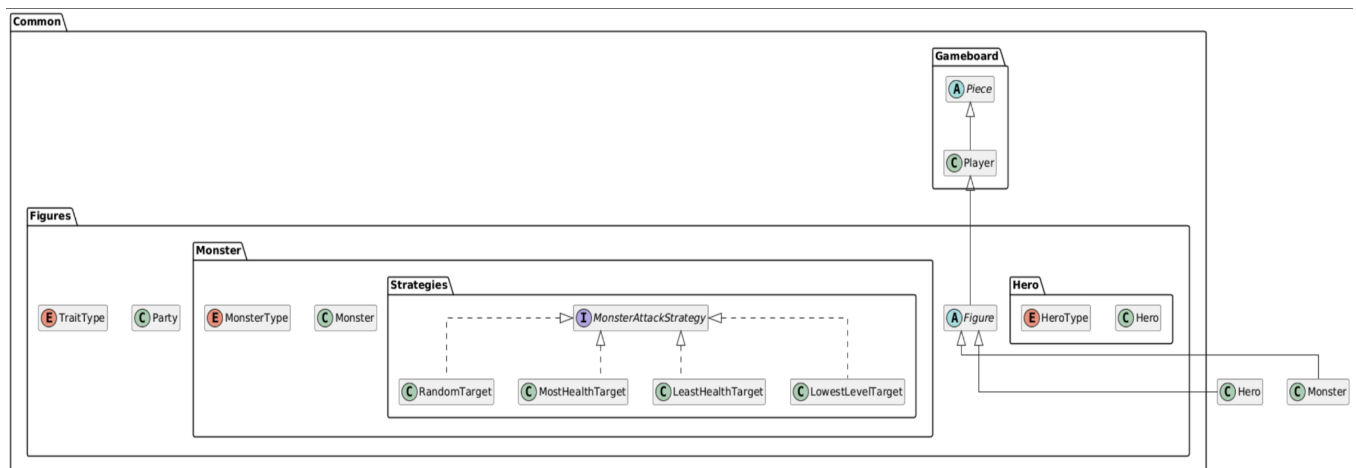 Common
Gameboard
A Piece
C Player
Figures
Monster
Strategies
Hero
E TraitType
C Party
E MonsterType
C Monster
I MonsterAttackStrategy
A Figure
E HeroType
C Hero
C RandomTarget
C MostHealthTarget
C LeastHealthTarget
C LowestLevelTarget
C Hero
C Monster